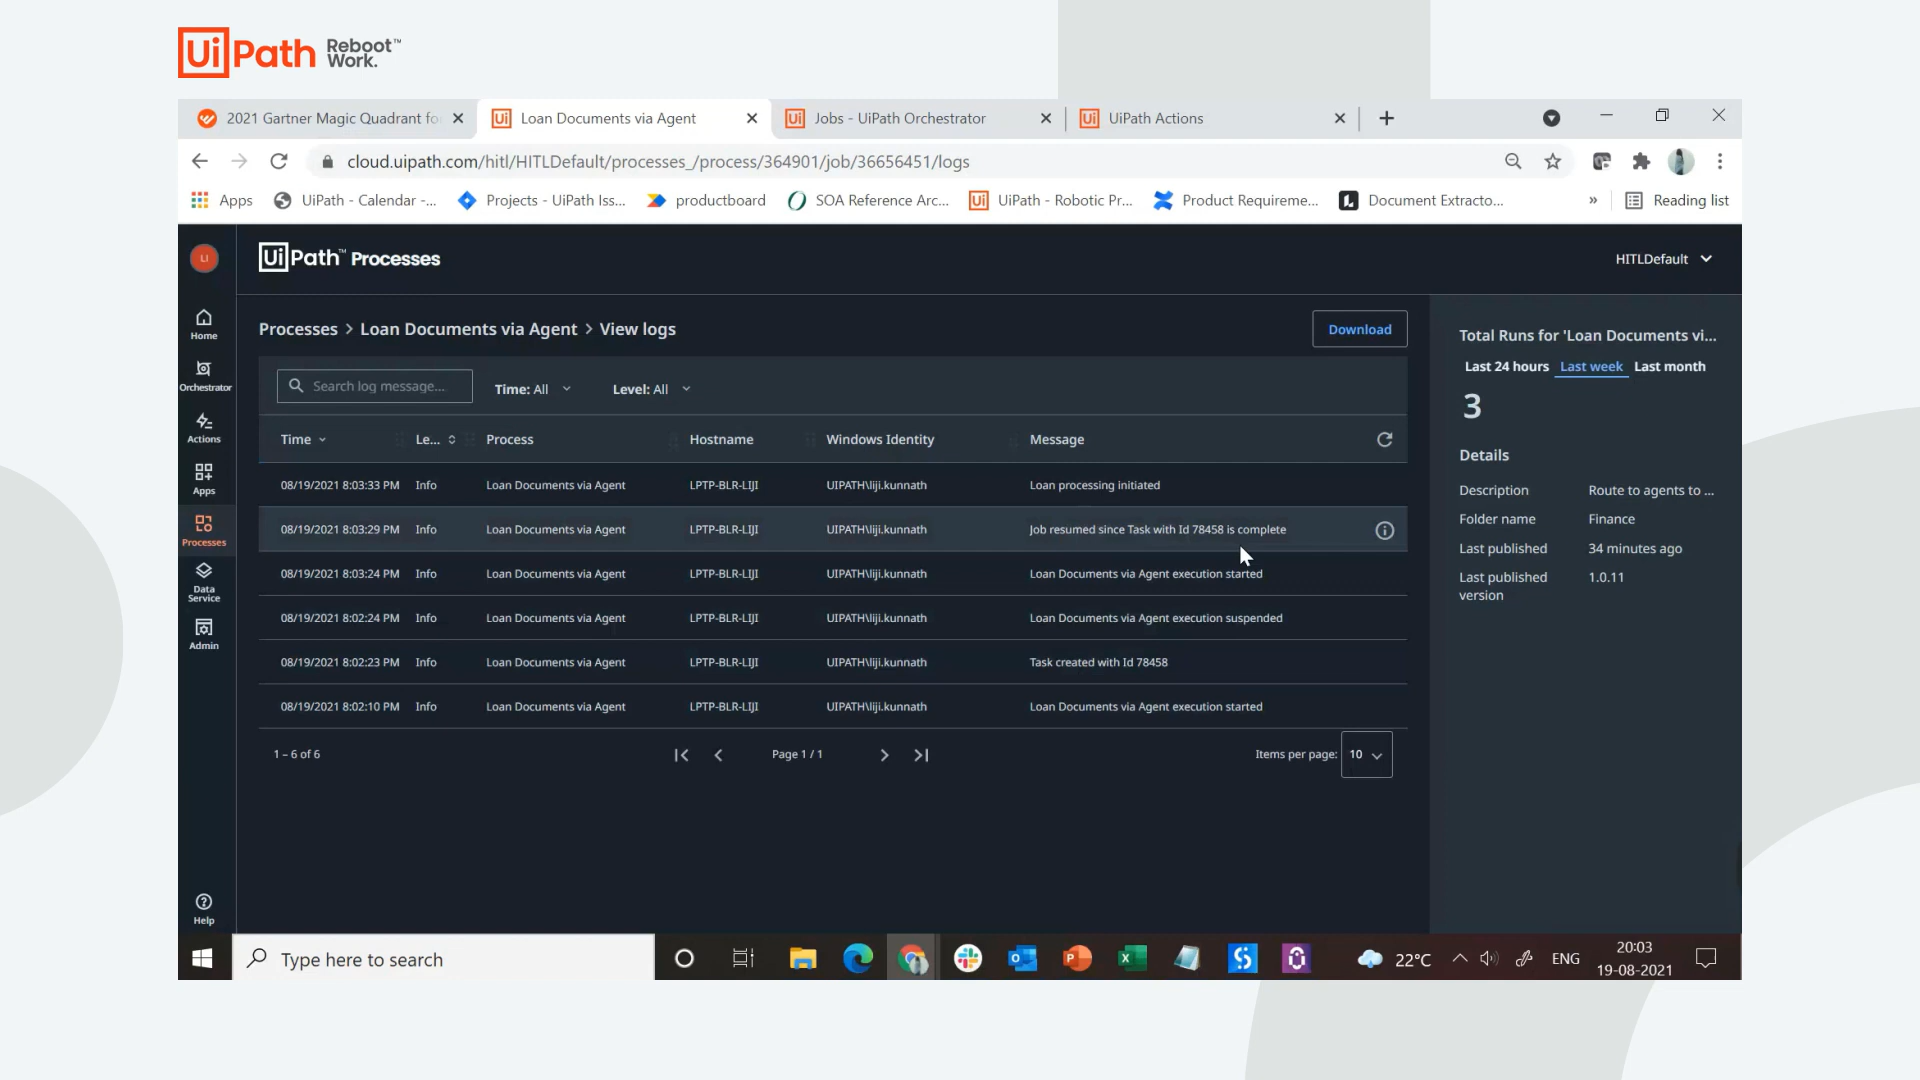 UiPath™ Reboot Work.™
2021 Gartner Magic Quadrant fo
Loan Documents via Agent
Jobs - UiPath Orchestrator
UiPath Actions
cloud.uipath.com/hitl/HITLDefault/processes_/process/364901/job/36656451/logs
Apps
UiPath - Calendar -...
Projects - UiPath Iss...
productboard
SOA Reference Arc...
UiPath - Robotic Pr...
Product Requireme...
Document Extracto...
»
Reading list
LI
UiPath™ Processes
HITLDefault
Home
Orchestrator
Actions
Apps
Processes
Data
Service
Admin
Help
Processes > Loan Documents via Agent > View logs
Download
Search log message...
Time: All
Level: All
Time Le... Process Hostname Windows Identity Message
08/19/2021 8:03:33 PM Info Loan Documents via Agent LPTP-BLR-LIJI UIPATH\liji.kunnath Loan processing initiated
08/19/2021 8:03:29 PM Info Loan Documents via Agent LPTP-BLR-LIJI UIPATH\liji.kunnath Job resumed since Task with Id 78458 is complete
08/19/2021 8:03:24 PM Info Loan Documents via Agent LPTP-BLR-LIJI UIPATH\liji.kunnath Loan Documents via Agent execution started
08/19/2021 8:02:24 PM Info Loan Documents via Agent LPTP-BLR-LIJI UIPATH\liji.kunnath Loan Documents via Agent execution suspended
08/19/2021 8:02:23 PM Info Loan Documents via Agent LPTP-BLR-LIJI UIPATH\liji.kunnath Task created with Id 78458
08/19/2021 8:02:10 PM Info Loan Documents via Agent LPTP-BLR-LIJI UIPATH\liji.kunnath Loan Documents via Agent execution started
1 – 6 of 6
Page 1 / 1
Items per page: 10
Total Runs for 'Loan Documents vi...
Last 24 hours Last week Last month
3
Details
Description Route to agents to ...
Folder name Finance
Last published 34 minutes ago
Last published version 1.0.11
Type here to search
22°C
ENG
20:03
19-08-2021